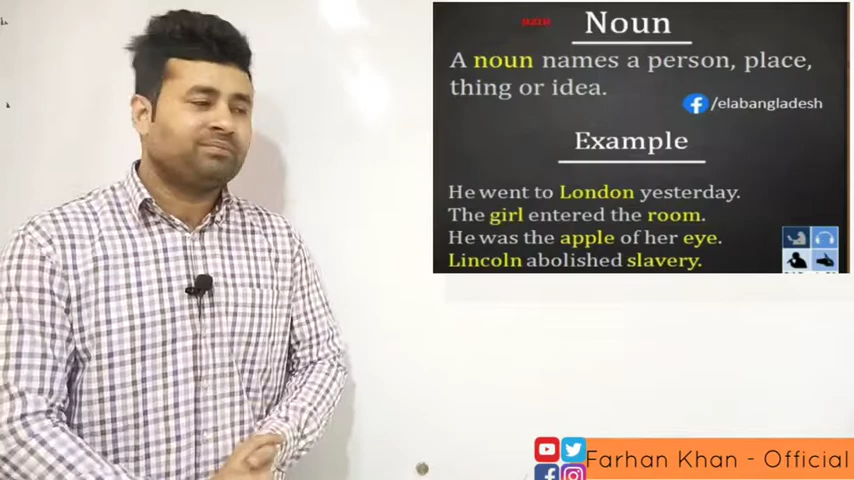 Noun
A noun names a person, place,
thing or idea.
/elabangladesh
Example
He went to London yesterday.
The girl entered the room.
He was the apple of her eye.
Lincoln abolished slavery.
Farhan Khan - Official